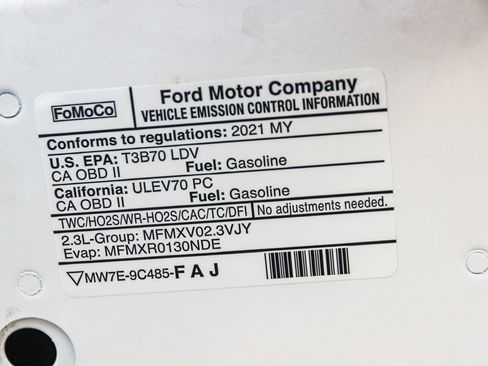 FoMoCo
Ford Motor Company
VEHICLE EMISSION CONTROL INFORMATION
Conforms to regulations: 2021 MY
U.S. EPA: T3B70 LDV
CA OBD II Fuel: Gasoline
California: ULEV70 PC
CA OBD II Fuel: Gasoline
TWC/HO2S/WR-HO2S/CAC/TC/DFI No adjustments needed.
2.3L-Group: MFMXV02.3VJY
Evap: MFMXR0130NDE
MW7E-9C485-FAJ